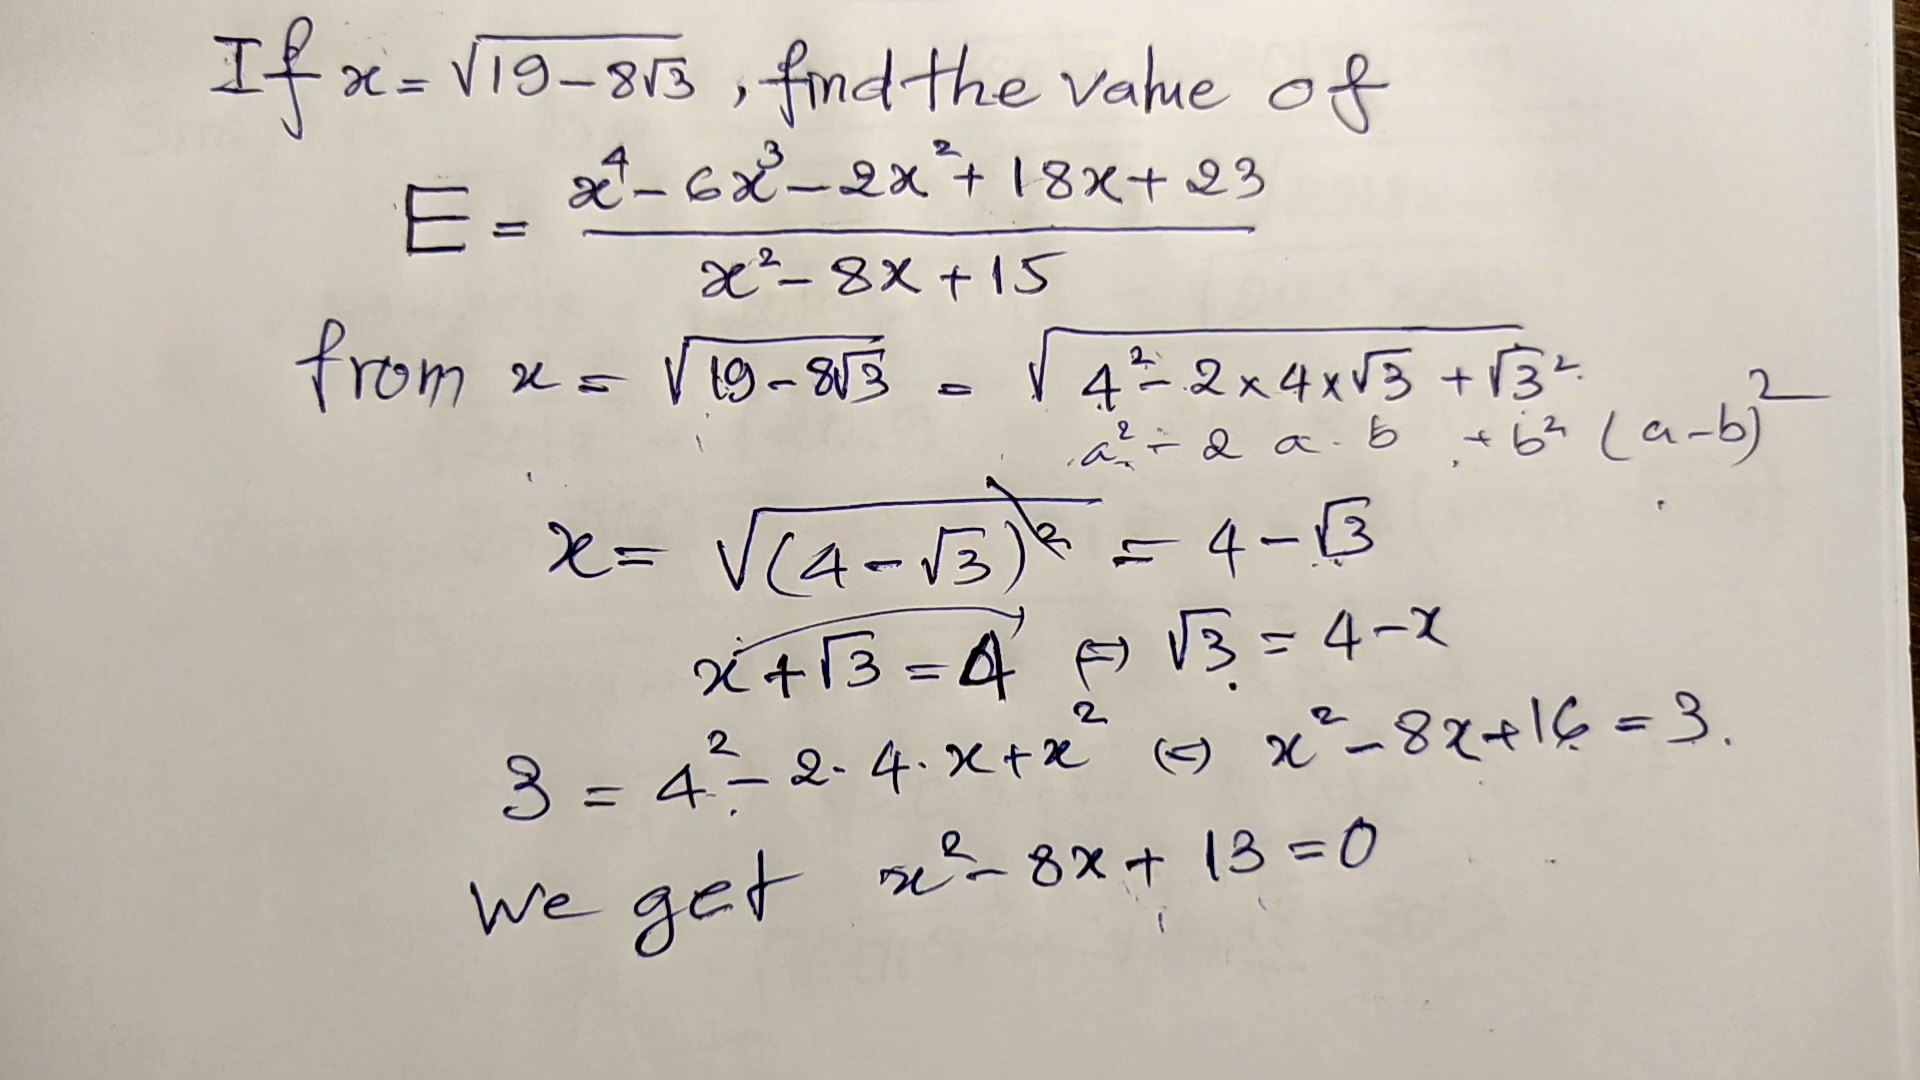 If x = √19-8√3, find the value of
E = x⁴ - 6x³ - 2x² + 18x + 23
x² - 8x + 15
from x = √19-8√3 = √4² - 2 × 4 × √3 + √3²
a² - 2 a · b + b² (a-b)²
x = √(4-√3)² = 4 - √3
x + √3 = 4 ⇔ √3 = 4 - x
3 = 4² - 2 · 4 · x + x² ⇔ x² - 8x + 16 = 3.
We get x² - 8x + 13 = 0